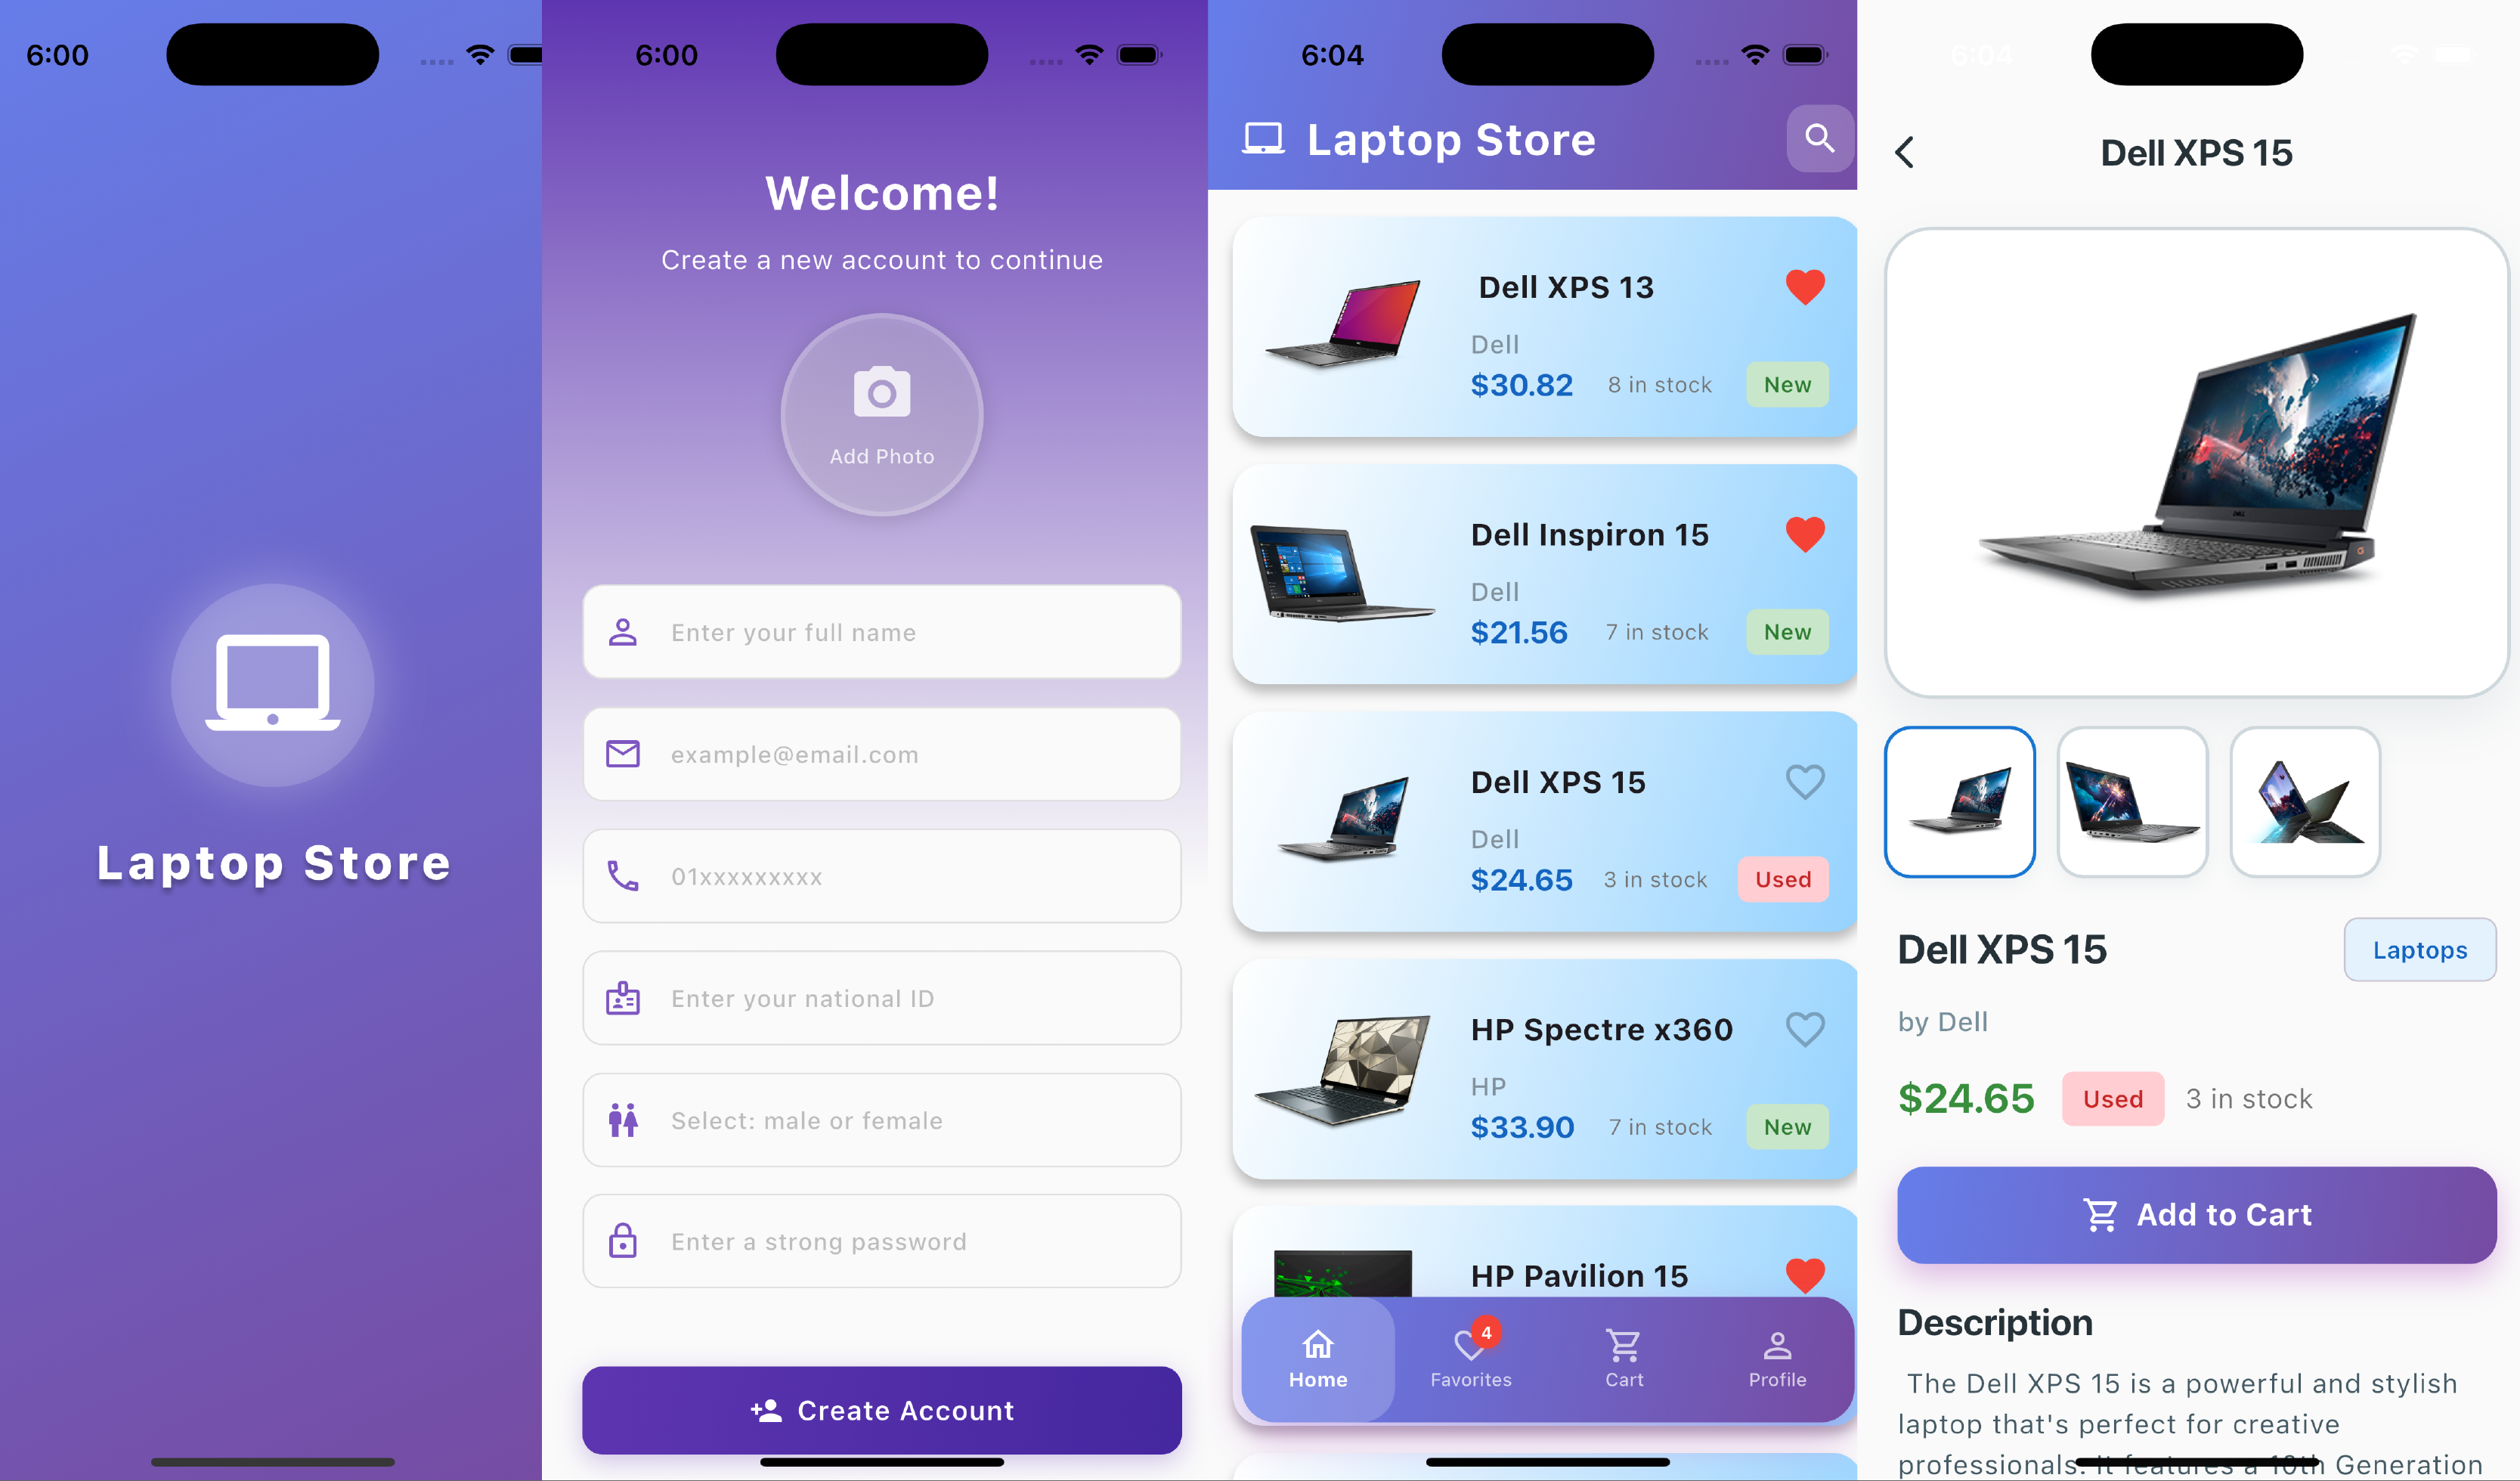 6:00
Laptop Store
6:00
Welcome!
Create a new account to continue
Add Photo
Enter your full name
example@email.com
01xxxxxxxxx
Enter your national ID
Select: male or female
Enter a strong password
Create Account
6:04
Laptop Store
Dell XPS 13
Dell
$30.82 8 in stock New
Dell Inspiron 15
Dell
$21.56 7 in stock New
Dell XPS 15
Dell
$24.65 3 in stock Used
HP Spectre x360
HP
$33.90 7 in stock New
HP Pavilion 15
4
Home Favorites Cart Profile
6:04
Dell XPS 15
Dell XPS 15 Laptops
by Dell
$24.65 Used 3 in stock
Add to Cart
Description
The Dell XPS 15 is a powerful and stylish
laptop that's perfect for creative
professionals. It features a 10th Generation